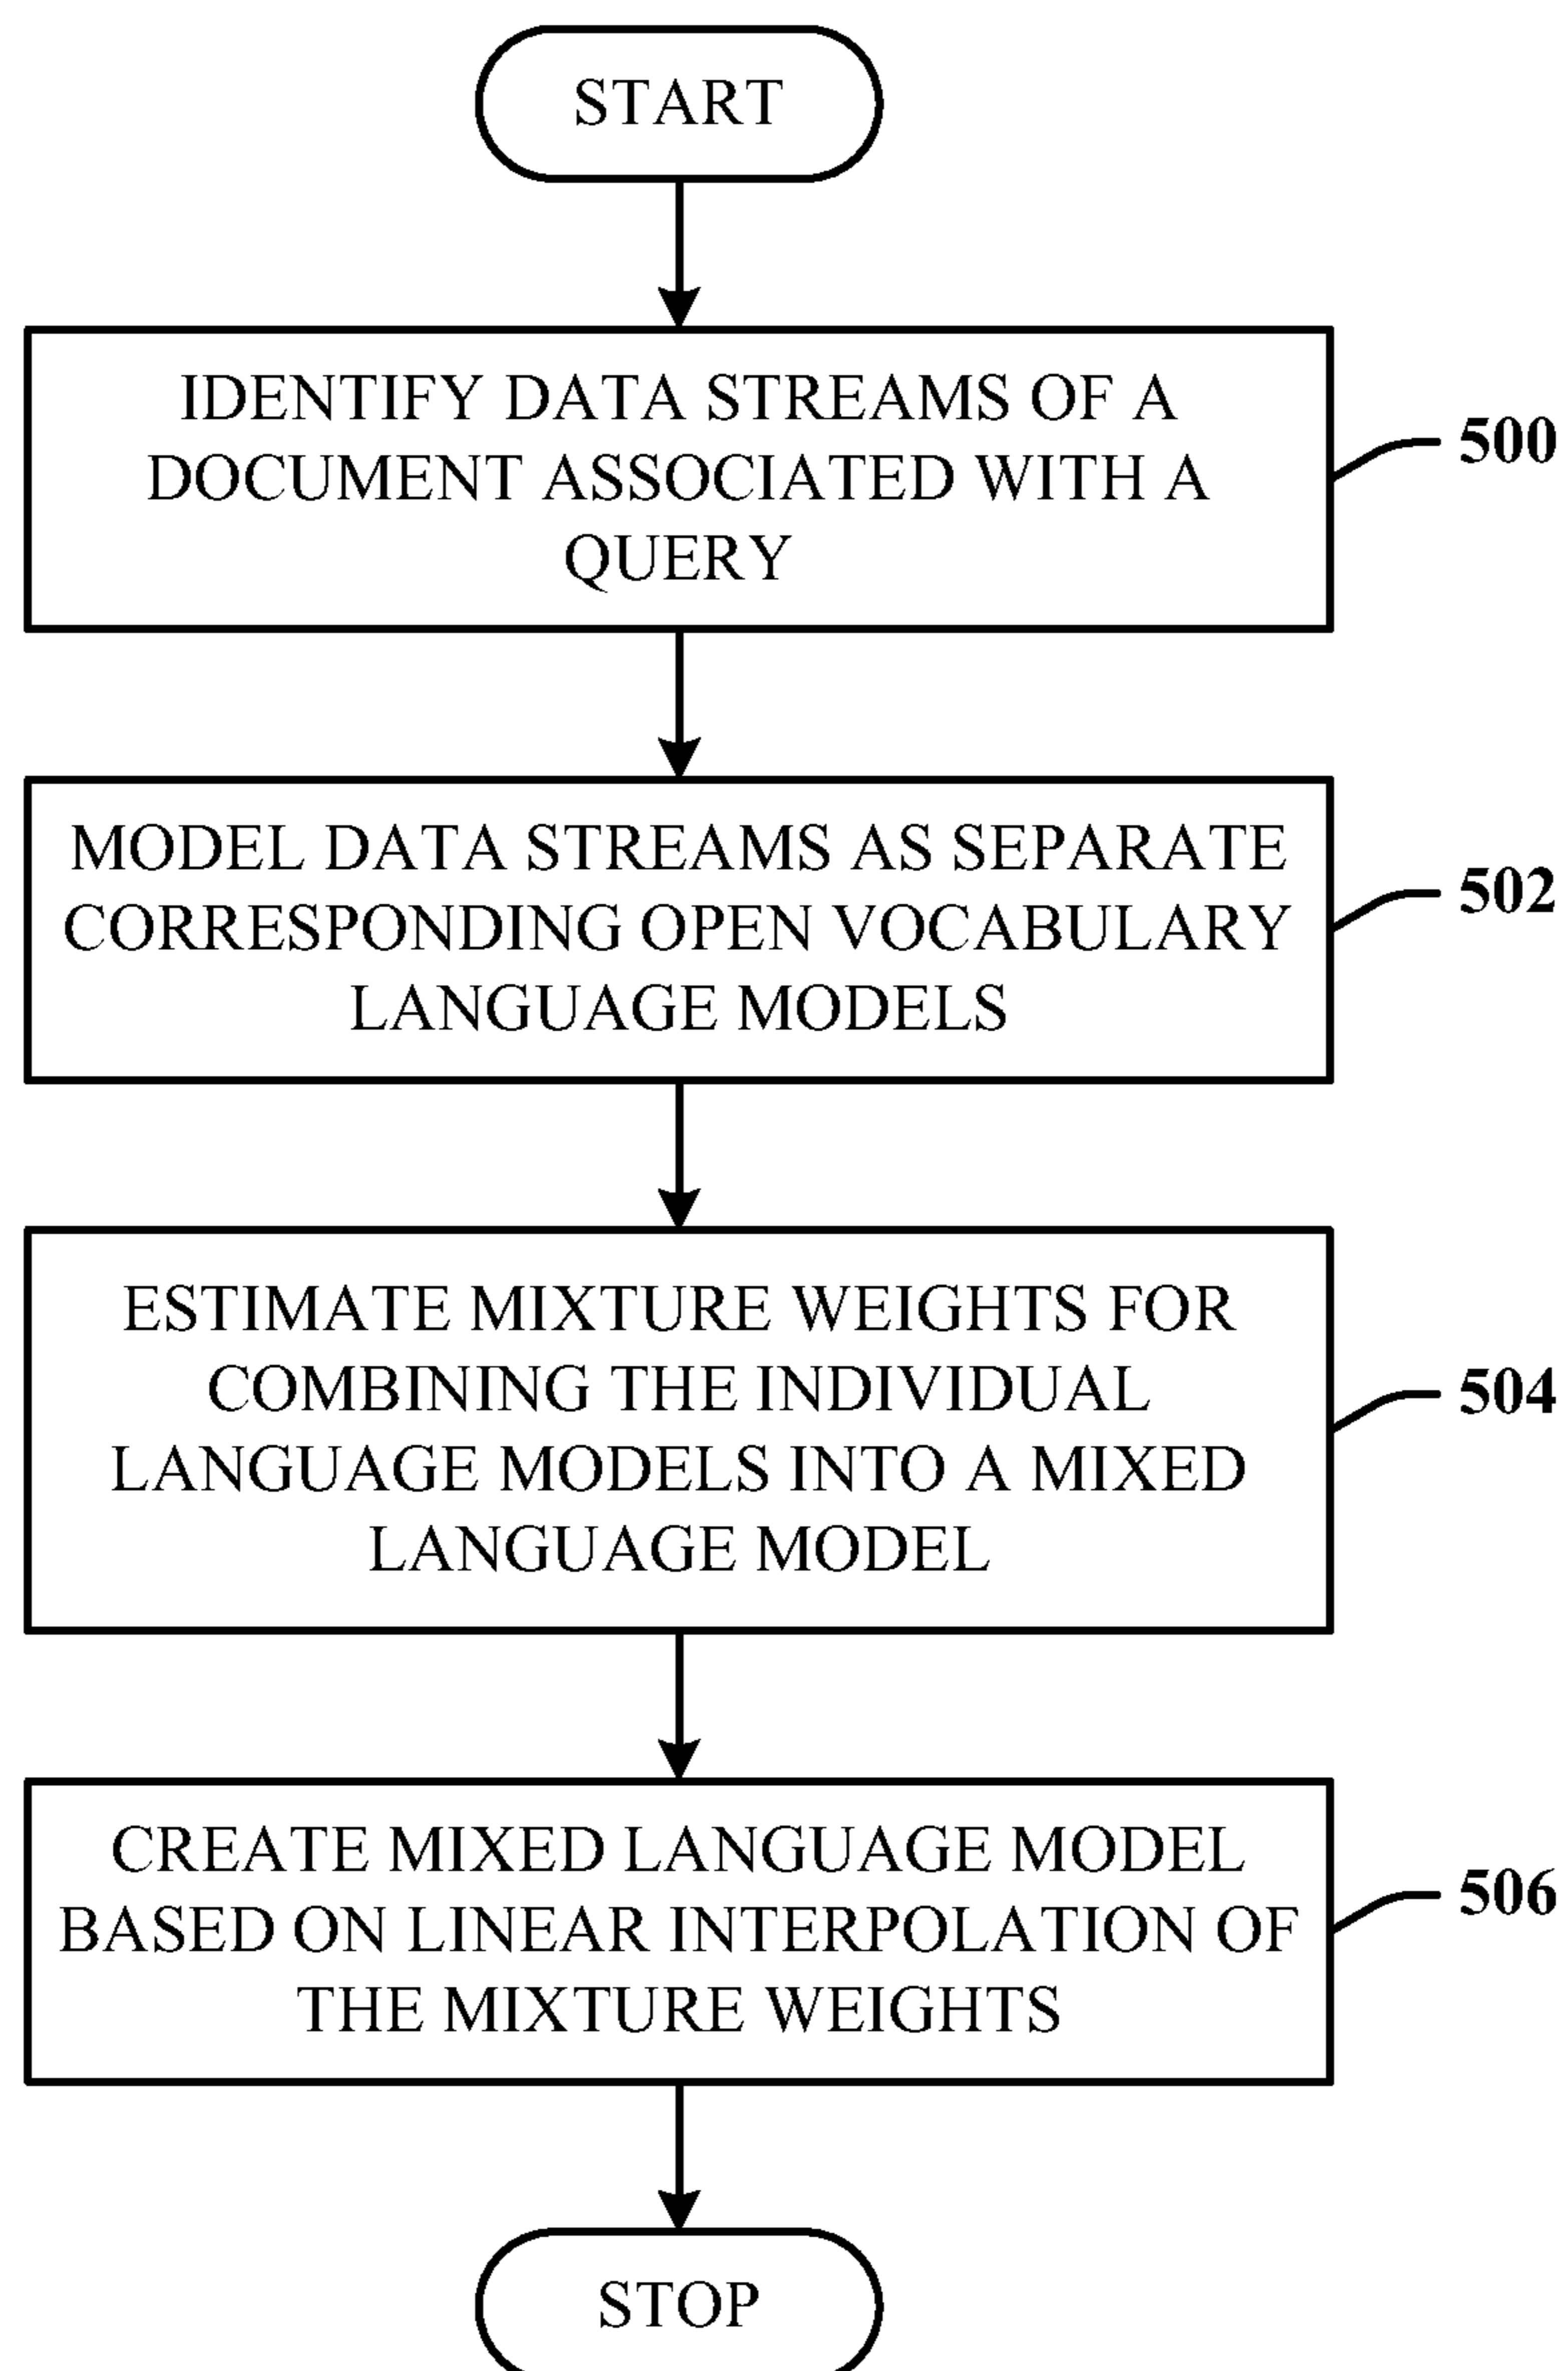 START
IDENTIFY DATA STREAMS OF A
DOCUMENT ASSOCIATED WITH A
QUERY
500
MODEL DATA STREAMS AS SEPARATE
CORRESPONDING OPEN VOCABULARY
LANGUAGE MODELS
502
ESTIMATE MIXTURE WEIGHTS FOR
COMBINING THE INDIVIDUAL
LANGUAGE MODELS INTO A MIXED
LANGUAGE MODEL
504
CREATE MIXED LANGUAGE MODEL
BASED ON LINEAR INTERPOLATION OF
THE MIXTURE WEIGHTS
506
STOP